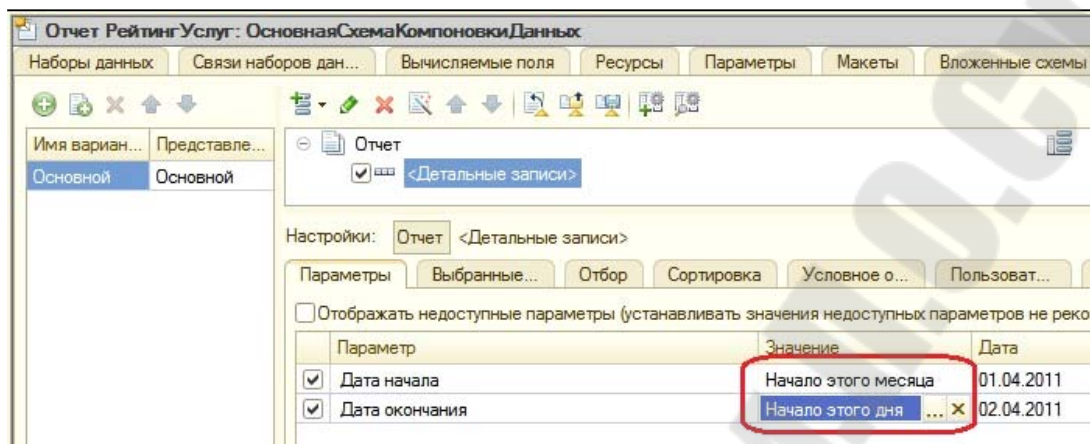 Отчет РейтингУслуг: ОсновнаяСхемаКомпоновкиДанных
Наборы данных Связи наборов дан... Вычисляемые поля Ресурсы Параметры Макеты Вложенные схемы
Имя вариан... Представле...
Отчет
Основной Основной
<Детальные записи>
Настройки: Отчет <Детальные записи>
Параметры Выбранные... Отбор Сортировка Условное о... Пользоват...
Отображать недоступные параметры (устанавливать значения недоступных параметров не реко
Параметр Значение Дата
Дата начала Начало этого месяца 01.04.2011
Дата окончания Начало этого дня ... 02.04.2011